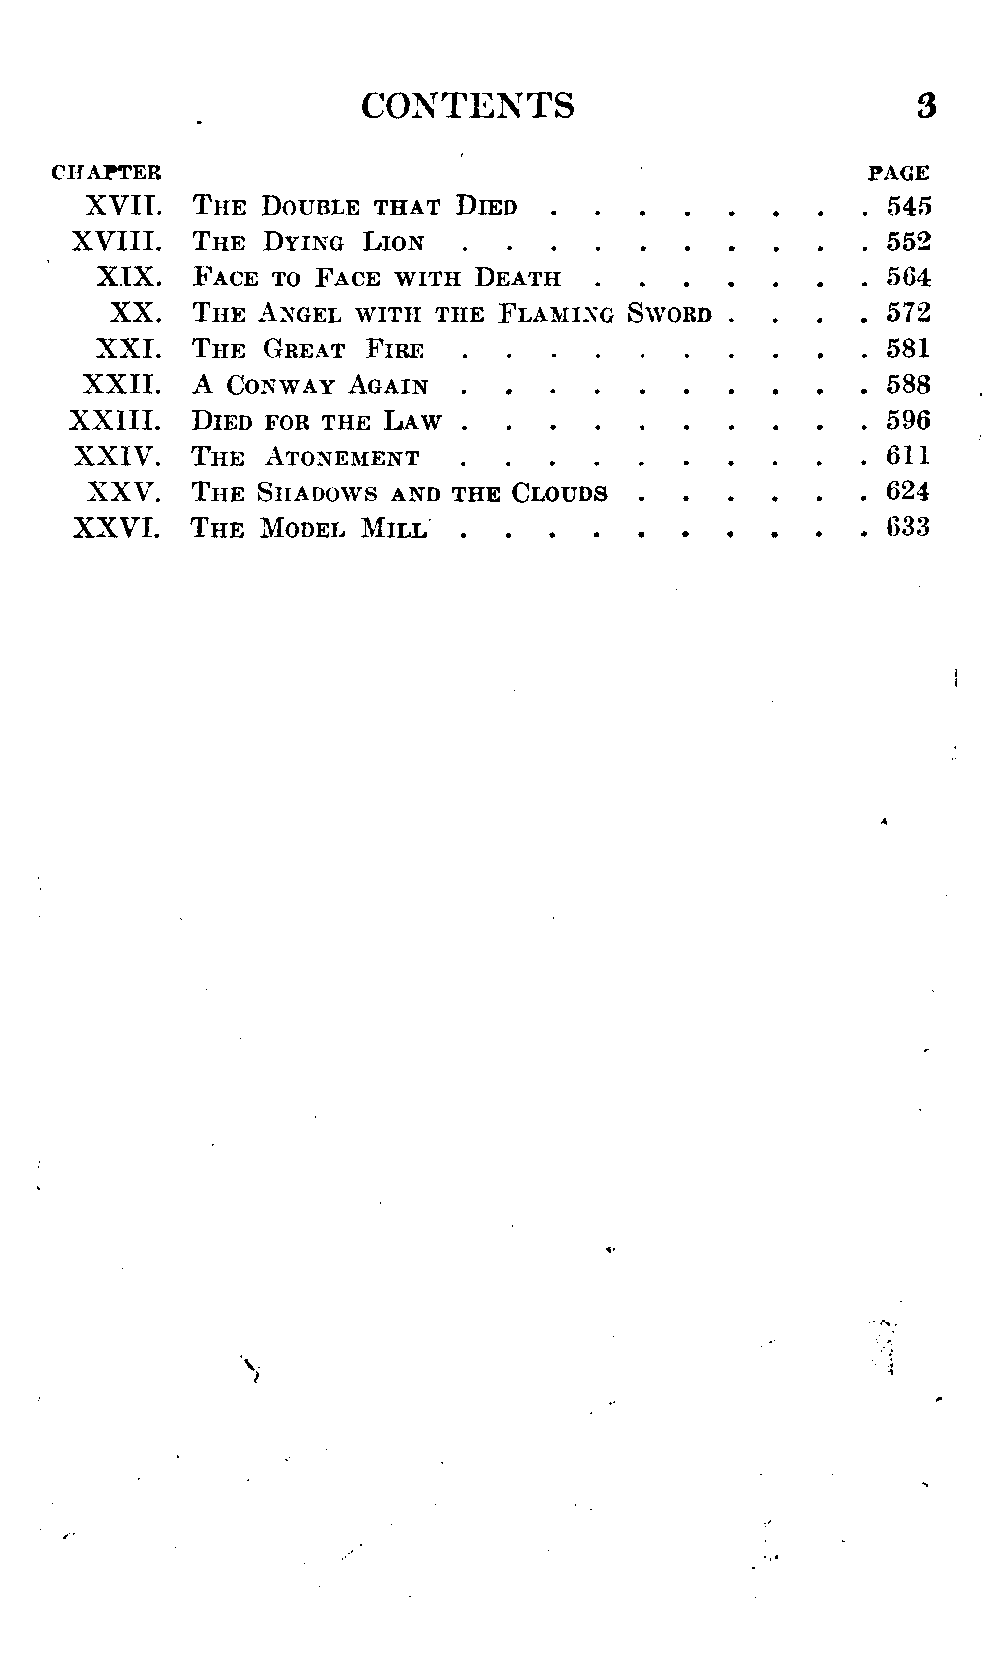 CONTENTS 3
CHAPTER PAGE
XVII. THE DOUBLE THAT DIED . . . . . . . . 545
XVIII. THE DYING LION . . . . . . . . . . 552
XIX. FACE TO FACE WITH DEATH . . . . . . . 564
XX. THE ANGEL WITH THE FLAMING SWORD . . . . 572
XXI. THE GREAT FIRE . . . . . . . . . . 581
XXII. A CONWAY AGAIN . . . . . . . . . . 588
XXIII. DIED FOR THE LAW . . . . . . . . . . 596
XXIV. THE ATONEMENT . . . . . . . . . . 611
XXV. THE SHADOWS AND THE CLOUDS . . . . . . 624
XXVI. THE MODEL MILL . . . . . . . . . . 633